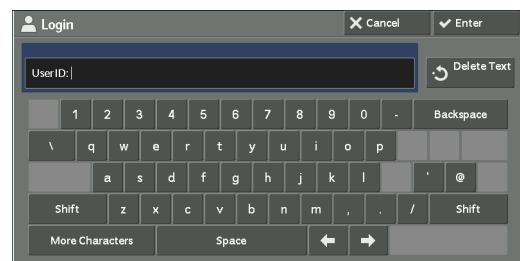 Login Cancel Enter
UserID: Delete Text
1 2 3 4 5 6 7 8 9 0 - Backspace
\ q w e r t y u i o p
a s d f g h j k l ' @
Shift z x c v b n m , . / Shift
More Characters Space